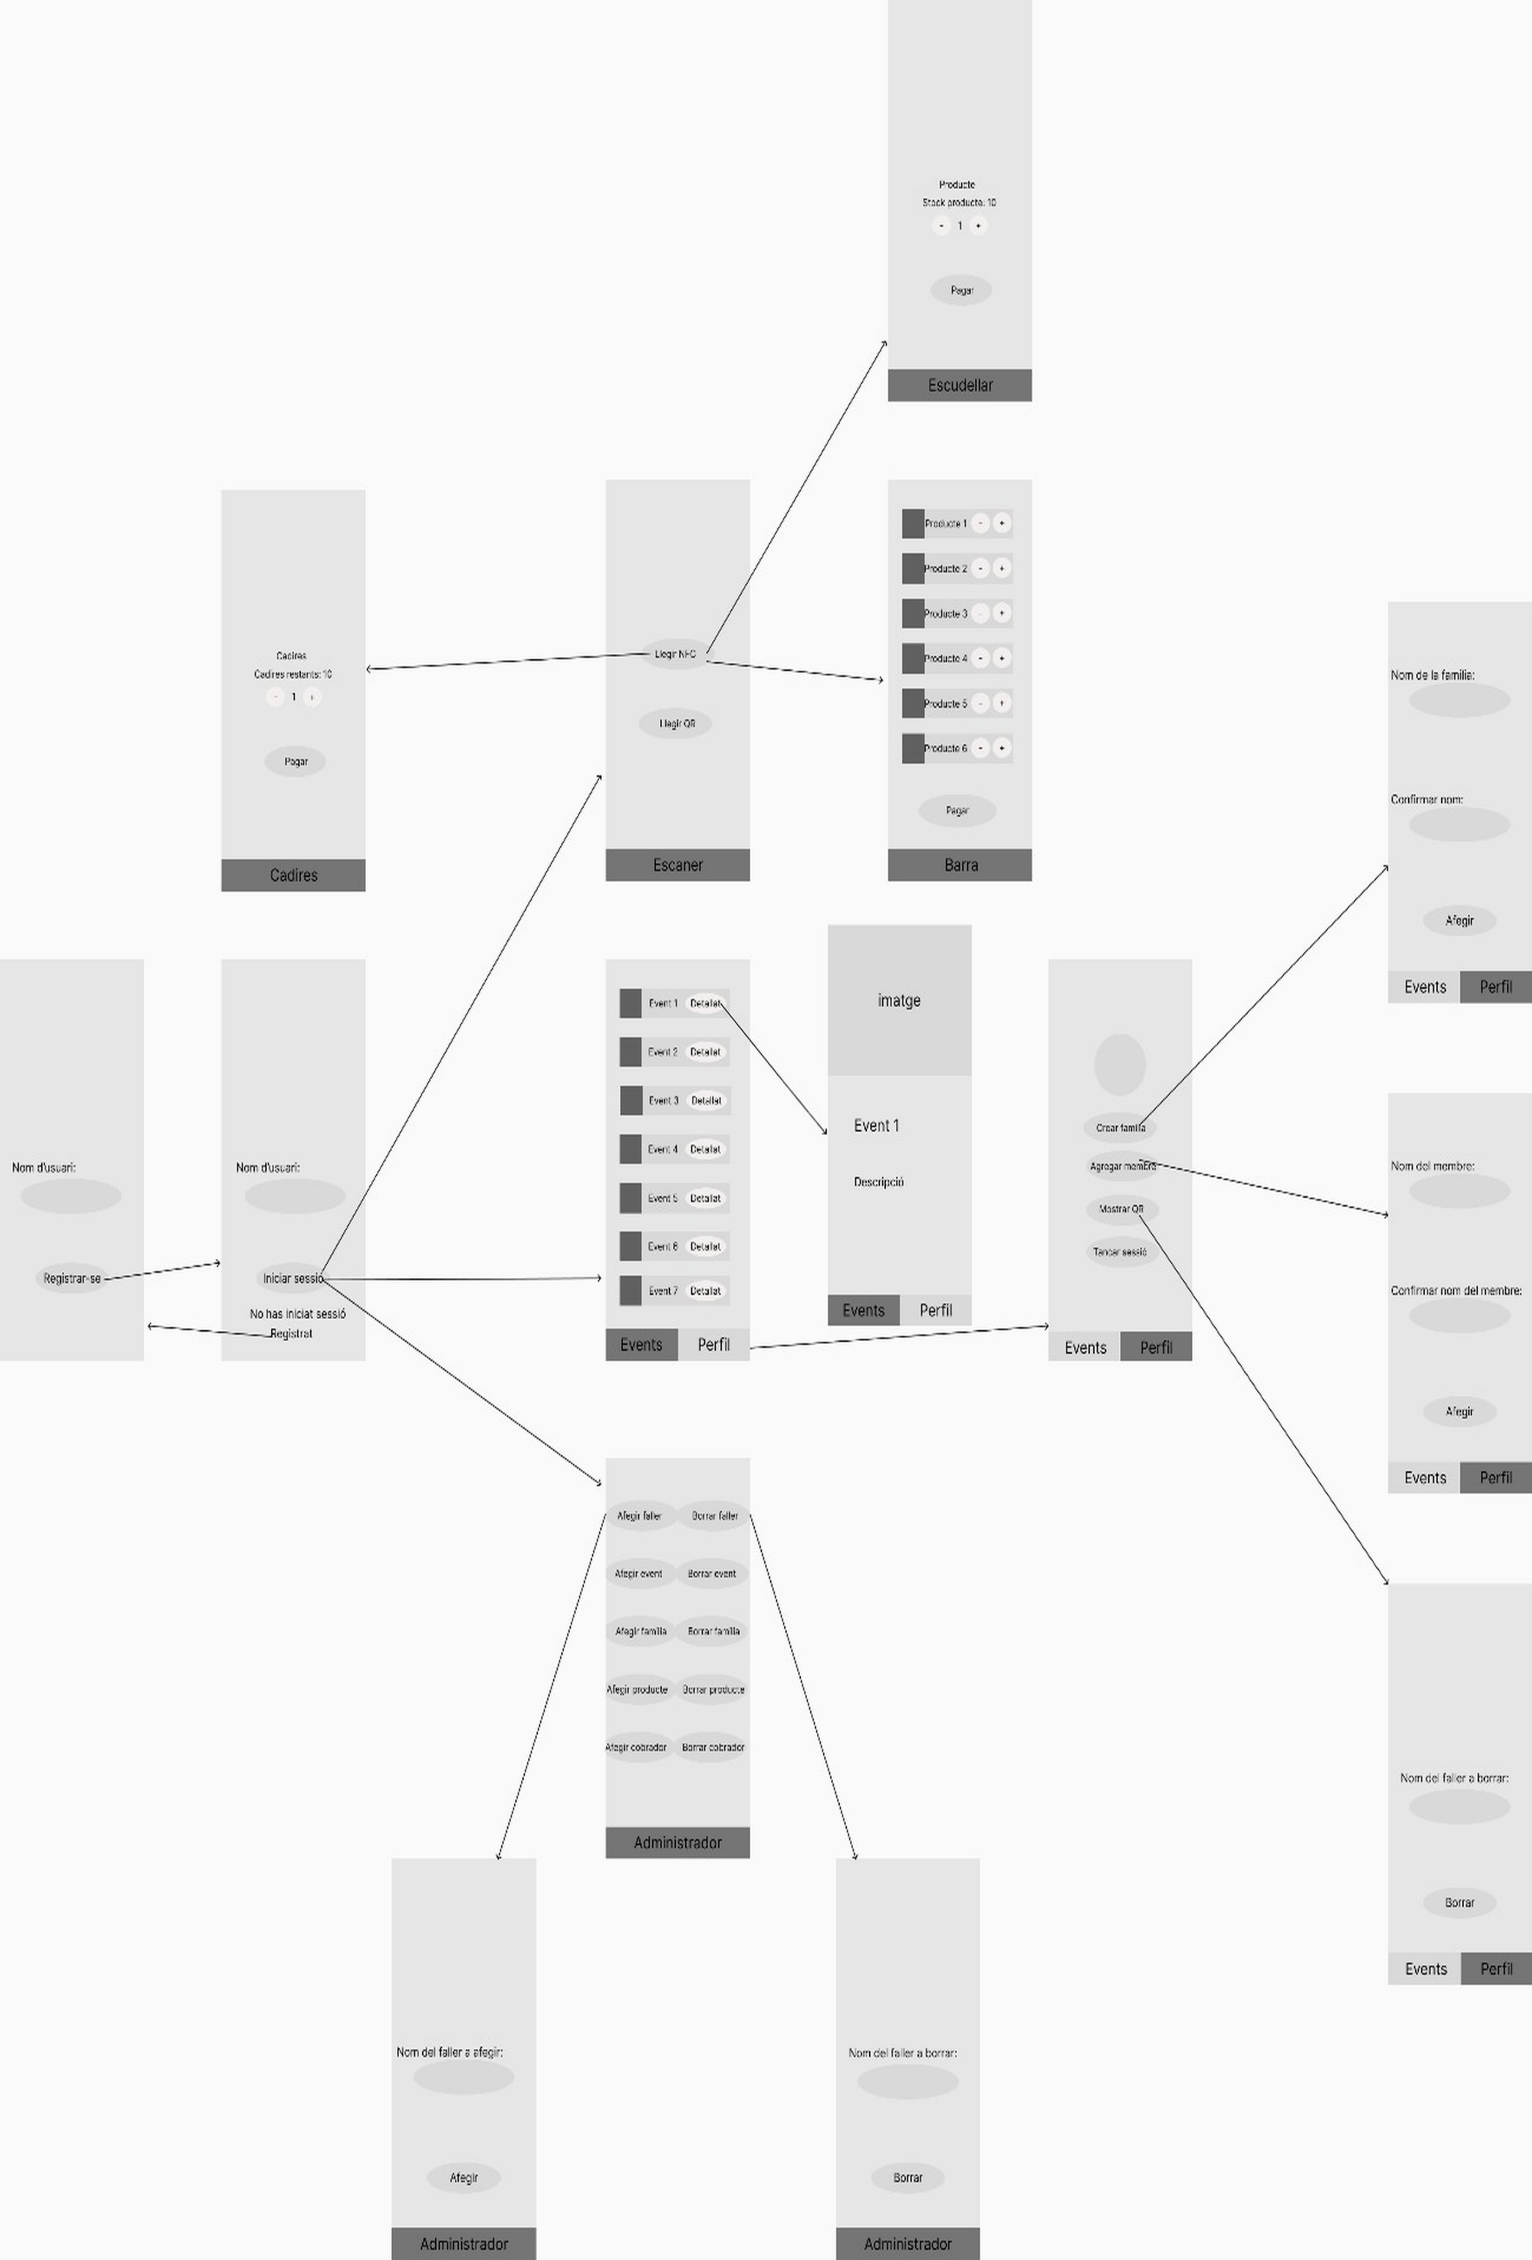 Producte
Stock producte: 10
- 1 +
Pagar
Escudellar
Cadires
Cadires restants: 10
- 1 +
Pagar
Cadires
Llegir NFC
Llegir QR
Escaner
Producte 1 - +
Producte 2 - +
Producte 3 - +
Producte 4 - +
Producte 5 - +
Producte 6 - +
Pagar
Barra
Nom de la familia:
Confirmar nom:
Afegir
Events Perfil
Nom d'usuari:
Registrar-se
Nom d'usuari:
Iniciar sessió
No has iniciat sessió
Registrat
Event 1 Detallat
Event 2 Detallat
Event 3 Detallat
Event 4 Detallat
Event 5 Detallat
Event 6 Detallat
Event 7 Detallat
Events Perfil
imatge
Event 1
Descripció
Events Perfil
Crear familia
Agregar membre
Mostrar QR
Tancar sessió
Events Perfil
Nom del membre:
Confirmar nom del membre:
Afegir
Events Perfil
Afegir faller Borrar faller
Afegir event Borrar event
Afegir familia Borrar familia
Afegir producte Borrar producte
Afegir cobrador Borrar cobrador
Administrador
Nom del faller a borrar:
Borrar
Events Perfil
Nom del faller a afegir:
Afegir
Administrador
Nom del faller a borrar:
Borrar
Administrador